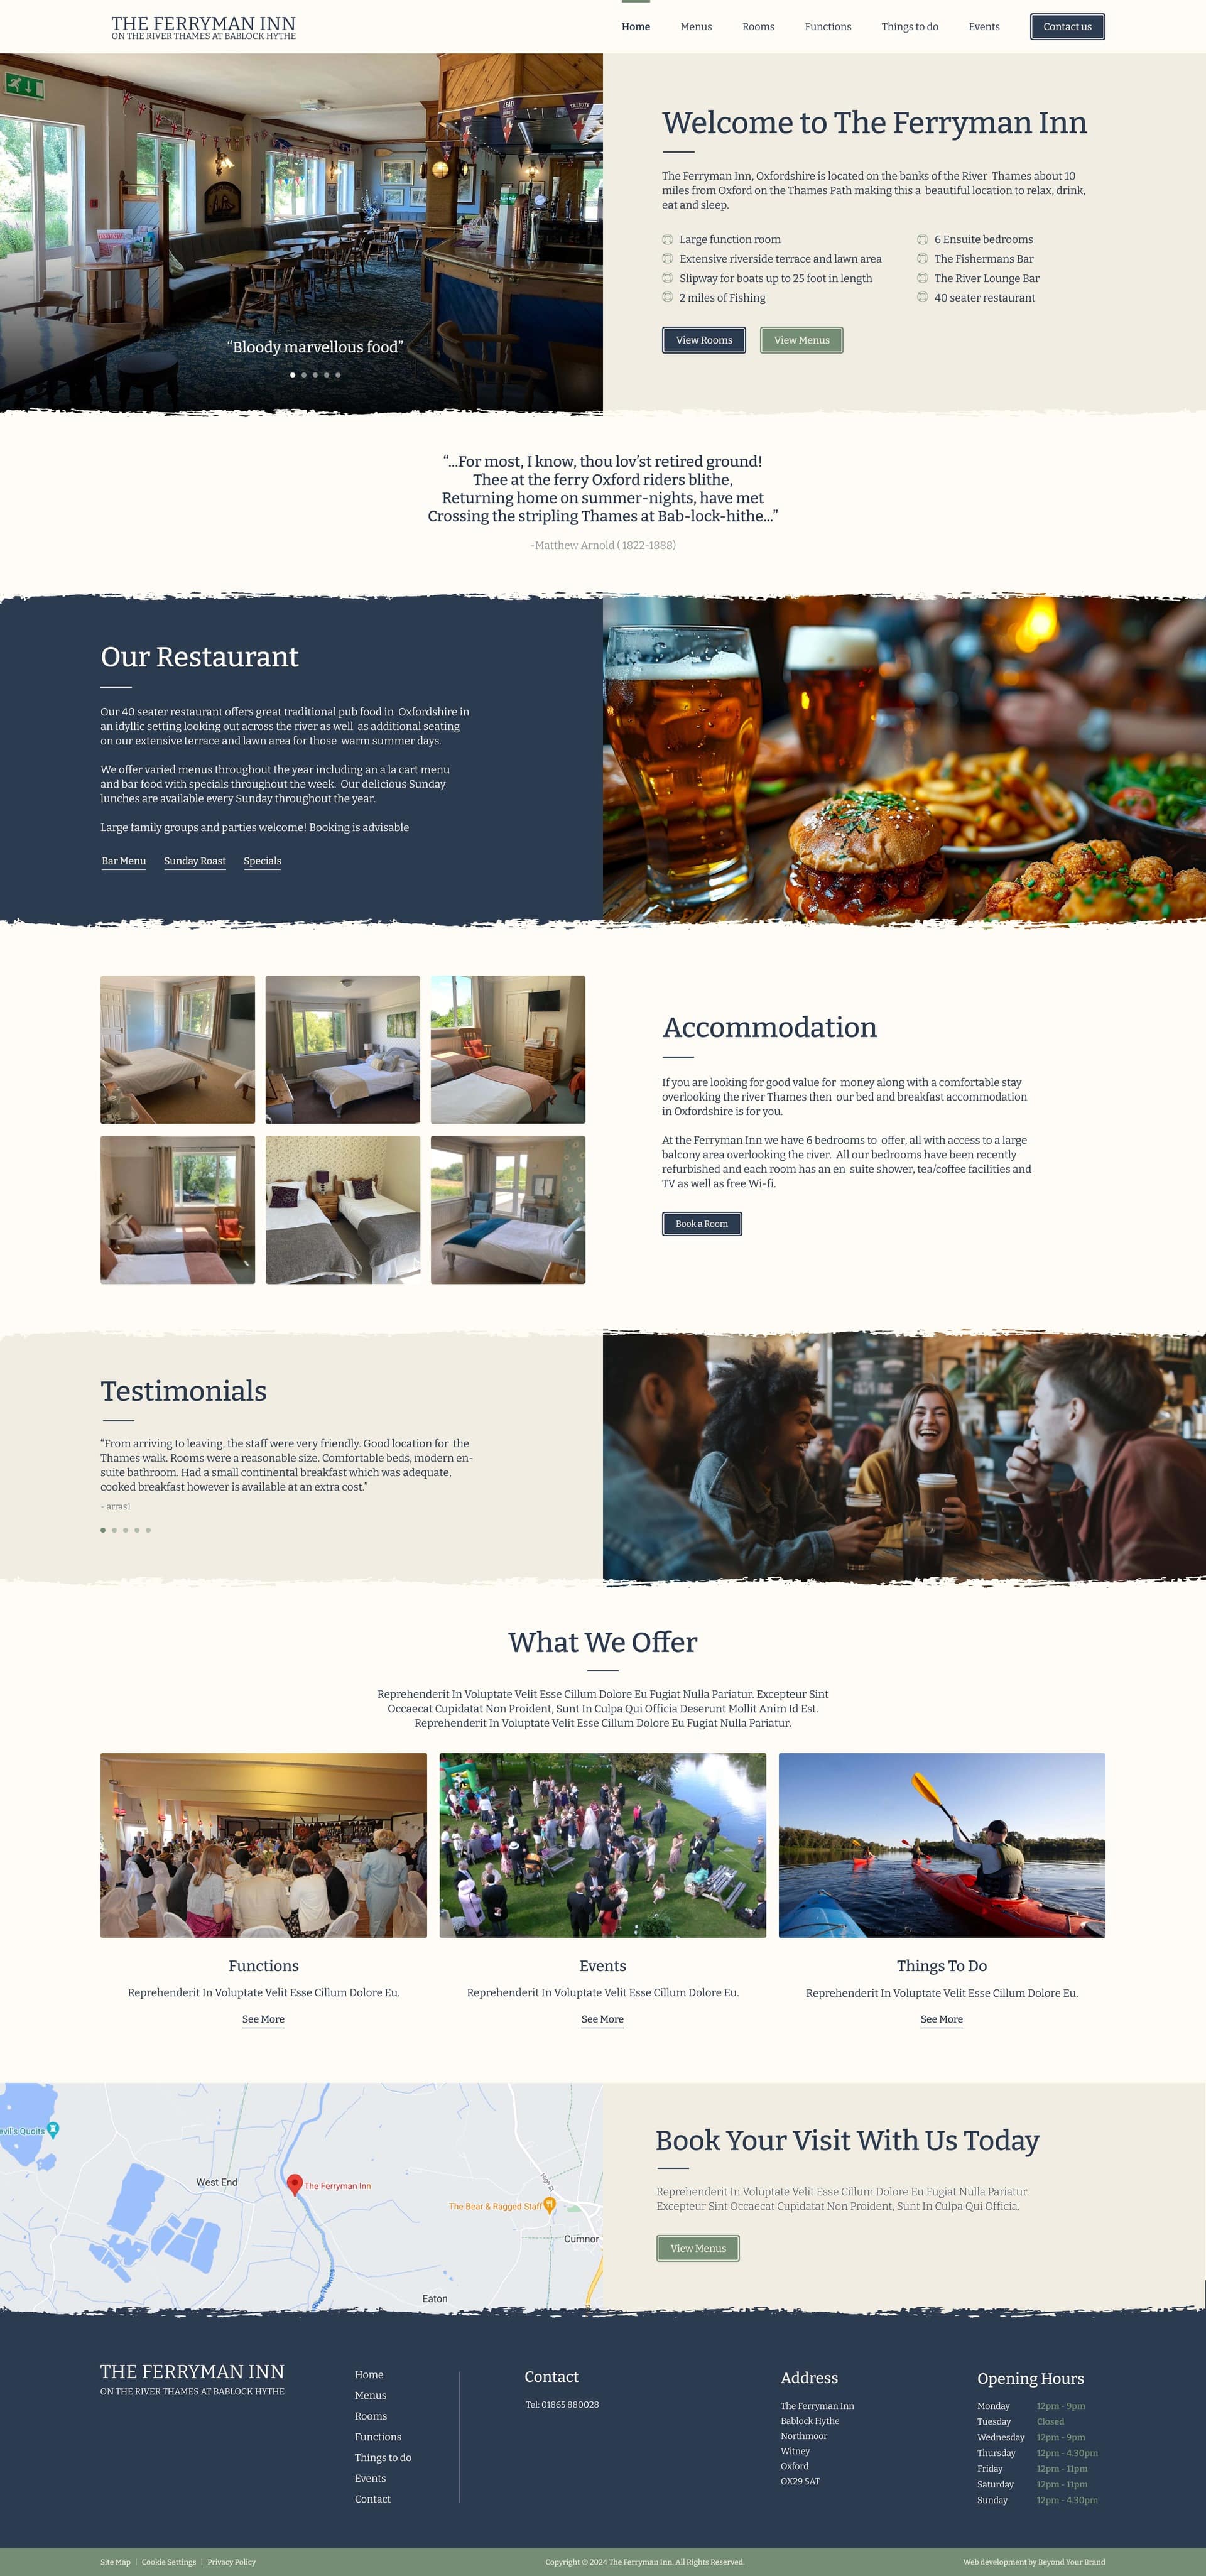 THE FERRYMAN INN
ON THE RIVER THAMES AT BABLOCK HYTHE
Home
Menus
Rooms
Functions
Things to do
Events
Contact us
LEAD
TRIBUTE
“Bloody marvellous food”
Welcome to The Ferryman Inn
The Ferryman Inn, Oxfordshire is located on the banks of the River Thames about 10
miles from Oxford on the Thames Path making this a beautiful location to relax, drink,
eat and sleep.
Large function room
Extensive riverside terrace and lawn area
Slipway for boats up to 25 foot in length
2 miles of Fishing
6 Ensuite bedrooms
The Fishermans Bar
The River Lounge Bar
40 seater restaurant
View Rooms
View Menus
“...For most, I know, thou lov’st retired ground!
Thee at the ferry Oxford riders blithe,
Returning home on summer-nights, have met
Crossing the stripling Thames at Bab-lock-hithe...”
-Matthew Arnold ( 1822-1888)
Our Restaurant
Our 40 seater restaurant offers great traditional pub food in Oxfordshire in
an idyllic setting looking out across the river as well as additional seating
on our extensive terrace and lawn area for those warm summer days.
We offer varied menus throughout the year including an a la cart menu
and bar food with specials throughout the week. Our delicious Sunday
lunches are available every Sunday throughout the year.
Large family groups and parties welcome! Booking is advisable
Bar Menu
Sunday Roast
Specials
Accommodation
If you are looking for good value for money along with a comfortable stay
overlooking the river Thames then our bed and breakfast accommodation
in Oxfordshire is for you.
At the Ferryman Inn we have 6 bedrooms to offer, all with access to a large
balcony area overlooking the river. All our bedrooms have been recently
refurbished and each room has an en suite shower, tea/coffee facilities and
TV as well as free Wi-fi.
Book a Room
Testimonials
“From arriving to leaving, the staff were very friendly. Good location for the
Thames walk. Rooms were a reasonable size. Comfortable beds, modern en-
suite bathroom. Had a small continental breakfast which was adequate,
cooked breakfast however is available at an extra cost.”
- arras1
What We Offer
Reprehenderit In Voluptate Velit Esse Cillum Dolore Eu Fugiat Nulla Pariatur. Excepteur Sint
Occaecat Cupidatat Non Proident, Sunt In Culpa Qui Officia Deserunt Mollit Anim Id Est.
Reprehenderit In Voluptate Velit Esse Cillum Dolore Eu Fugiat Nulla Pariatur.
Functions
Reprehenderit In Voluptate Velit Esse Cillum Dolore Eu.
See More
Events
Reprehenderit In Voluptate Velit Esse Cillum Dolore Eu.
See More
Things To Do
Reprehenderit In Voluptate Velit Esse Cillum Dolore Eu.
See More
evil's Quoits
West End
The Ferryman Inn
The Bear & Ragged Staff
High St
Cumnor
Eaton
River Thames
Book Your Visit With Us Today
Reprehenderit In Voluptate Velit Esse Cillum Dolore Eu Fugiat Nulla Pariatur.
Excepteur Sint Occaecat Cupidatat Non Proident, Sunt In Culpa Qui Officia.
View Menus
THE FERRYMAN INN
ON THE RIVER THAMES AT BABLOCK HYTHE
Home
Menus
Rooms
Functions
Things to do
Events
Contact
Contact
Tel: 01865 880028
Address
The Ferryman Inn
Bablock Hythe
Northmoor
Witney
Oxford
OX29 5AT
Opening Hours
Monday 12pm - 9pm
Tuesday Closed
Wednesday 12pm - 9pm
Thursday 12pm - 4.30pm
Friday 12pm - 11pm
Saturday 12pm - 11pm
Sunday 12pm - 4.30pm
Site Map | Cookie Settings | Privacy Policy
Copyright © 2024 The Ferryman Inn. All Rights Reserved.
Web development by Beyond Your Brand